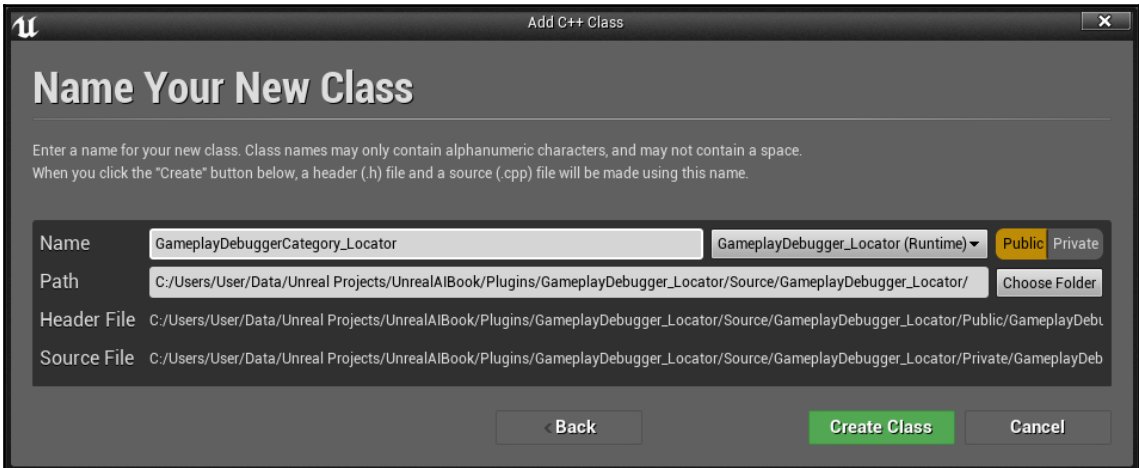 Add C++ Class
Name Your New Class
Enter a name for your new class. Class names may only contain alphanumeric characters, and may not contain a space.
When you click the "Create" button below, a header (.h) file and a source (.cpp) file will be made using this name.
Name GameplayDebuggerCategory_Locator GameplayDebugger_Locator (Runtime) Public Private
Path C:/Users/User/Data/Unreal Projects/UnrealAIBook/Plugins/GameplayDebugger_Locator/Source/GameplayDebugger_Locator/ Choose Folder
Header File C:/Users/User/Data/Unreal Projects/UnrealAIBook/Plugins/GameplayDebugger_Locator/Source/GameplayDebugger_Locator/Public/GameplayDebu
Source File C:/Users/User/Data/Unreal Projects/UnrealAIBook/Plugins/GameplayDebugger_Locator/Source/GameplayDebugger_Locator/Private/GameplayDeb
Back Create Class Cancel